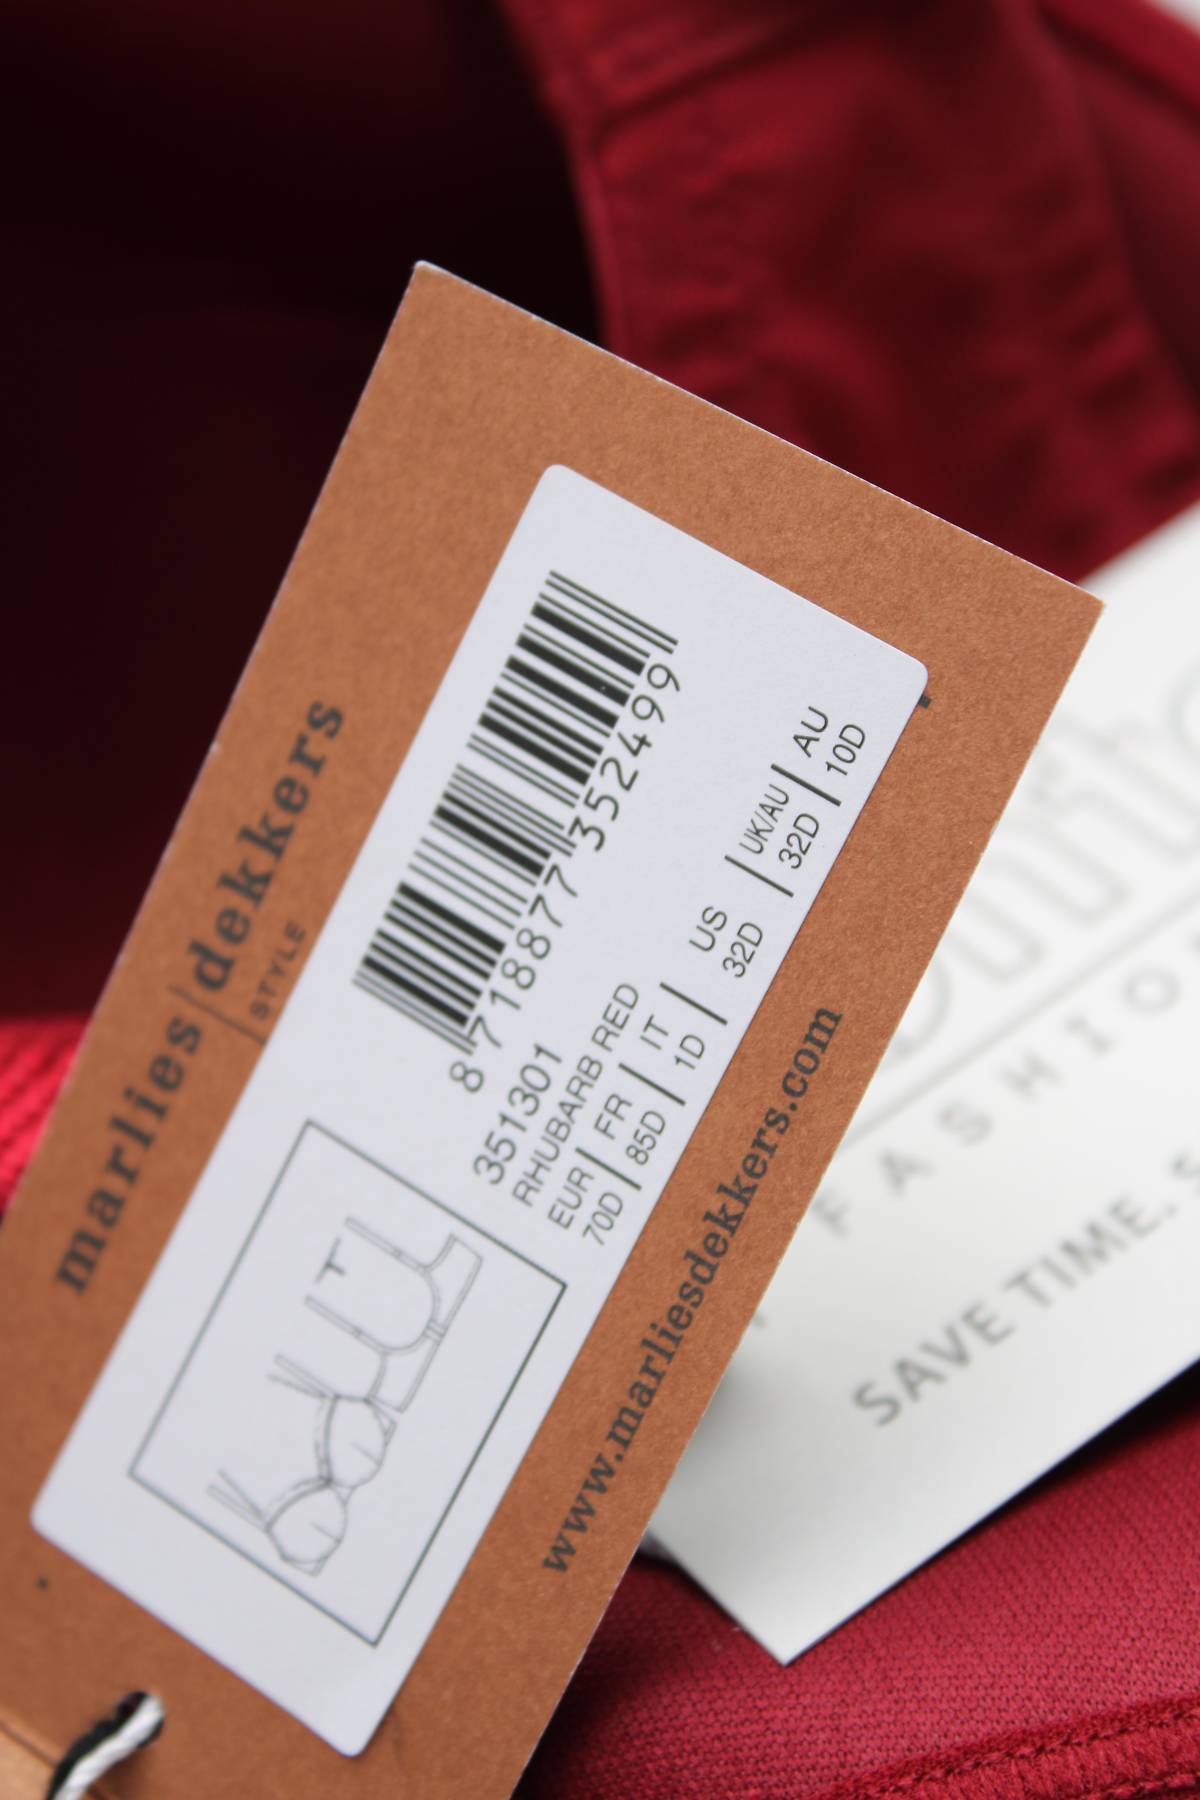 marlies|dekkers
STYLE
8 718877 352499
351301
RHUBARB RED
EUR | FR | IT | US | UK/AU | AU
70D | 85D | 1D | 32D | 32D | 10D
www.marliesdekkers.com
FASHIO
SAVE TIME.